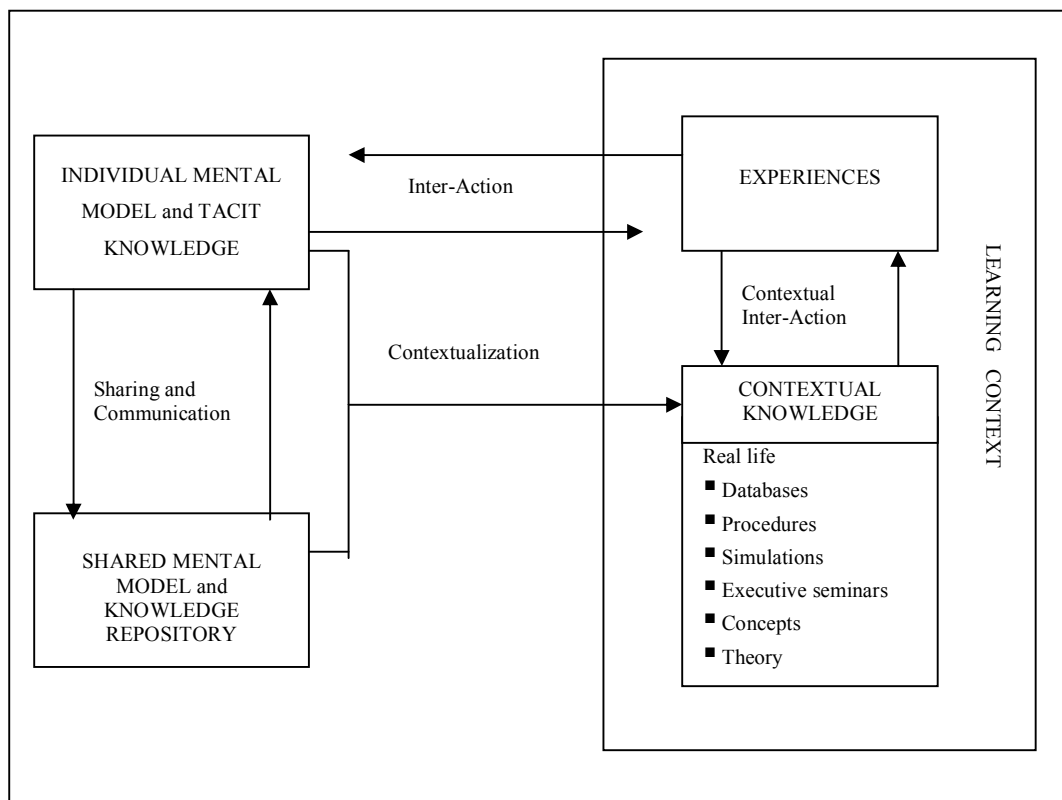 INDIVIDUAL MENTAL
MODEL and TACIT
KNOWLEDGE
Inter-Action
EXPERIENCES
LEARNING CONTEXT
Contextual
Inter-Action
Contextualization
Sharing and
Communication
CONTEXTUAL
KNOWLEDGE
Real life
▪ Databases
▪ Procedures
▪ Simulations
▪ Executive seminars
▪ Concepts
▪ Theory
SHARED MENTAL
MODEL and
KNOWLEDGE
REPOSITORY